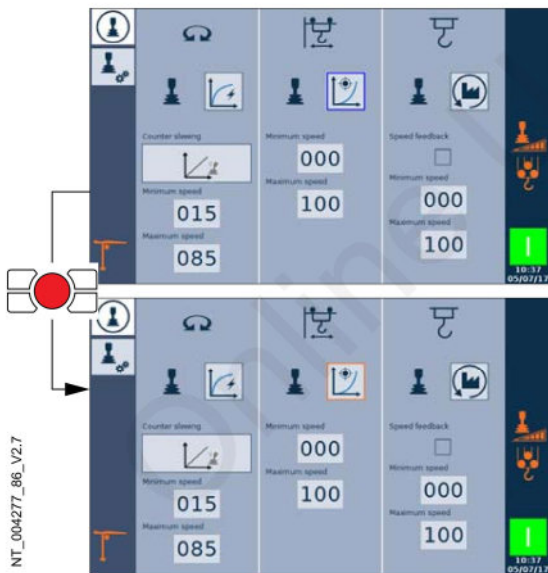 Counter slewing
Minimum speed
015
Maximum speed
085
Minimum speed
000
Maximum speed
100
Speed feedback
Minimum speed
000
Maximum speed
100
10:37
05/07/17
Counter slewing
Minimum speed
015
Maximum speed
085
Minimum speed
000
Maximum speed
100
Speed feedback
Minimum speed
000
Maximum speed
100
10:37
05/07/17
NT_004277_86_V2.7
Online